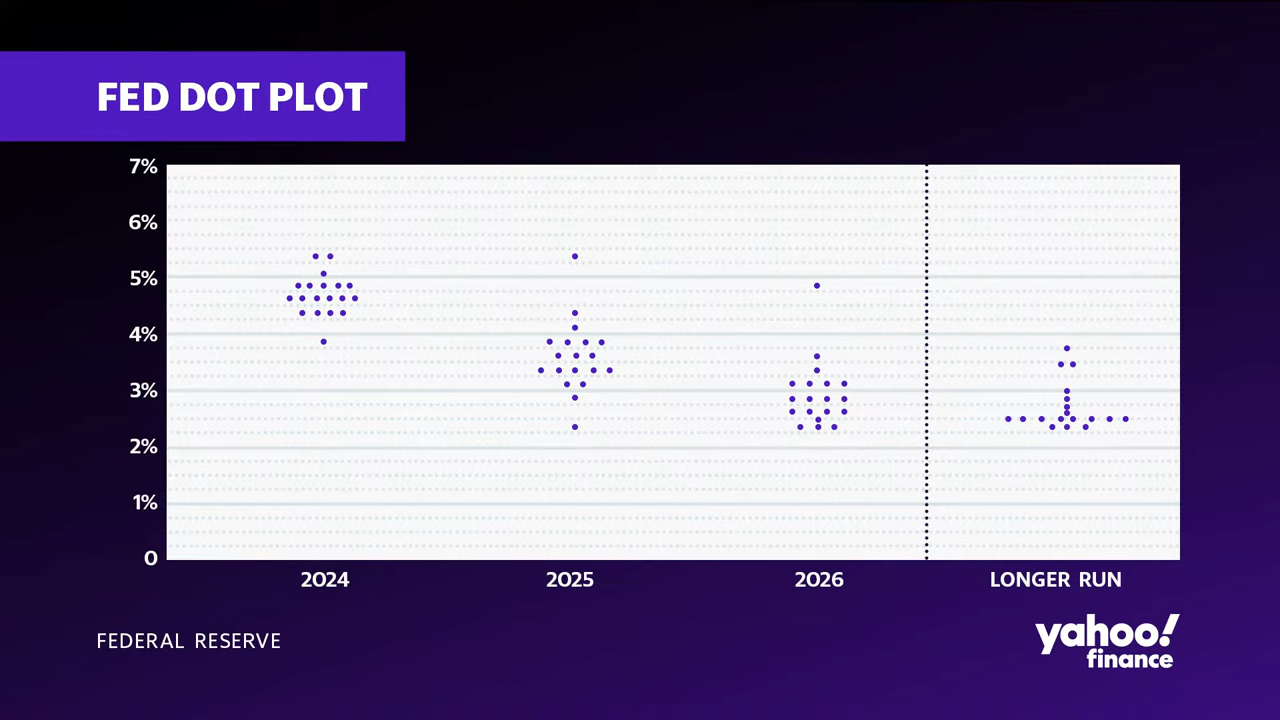 FED DOT PLOT
7%
6%
5%
4%
3%
2%
1%
0
2024 2025 2026 LONGER RUN
FEDERAL RESERVE
yahoo!
finance